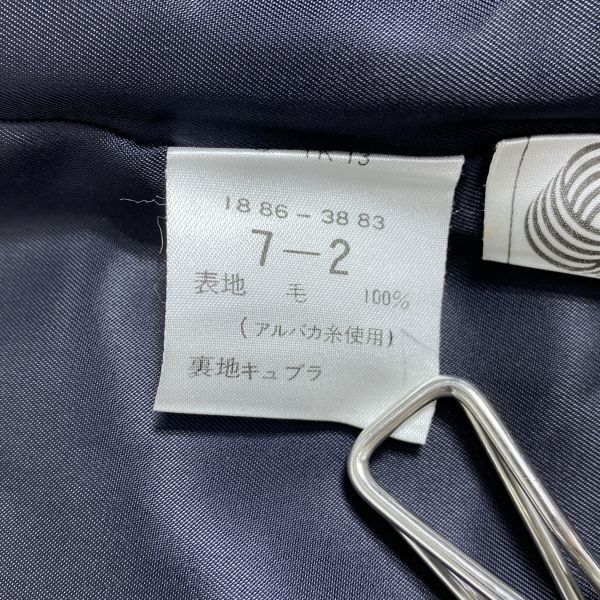 18 86-38 83
7-2
表地 毛 100%
(アルパカ糸使用)
裏地キュプラ